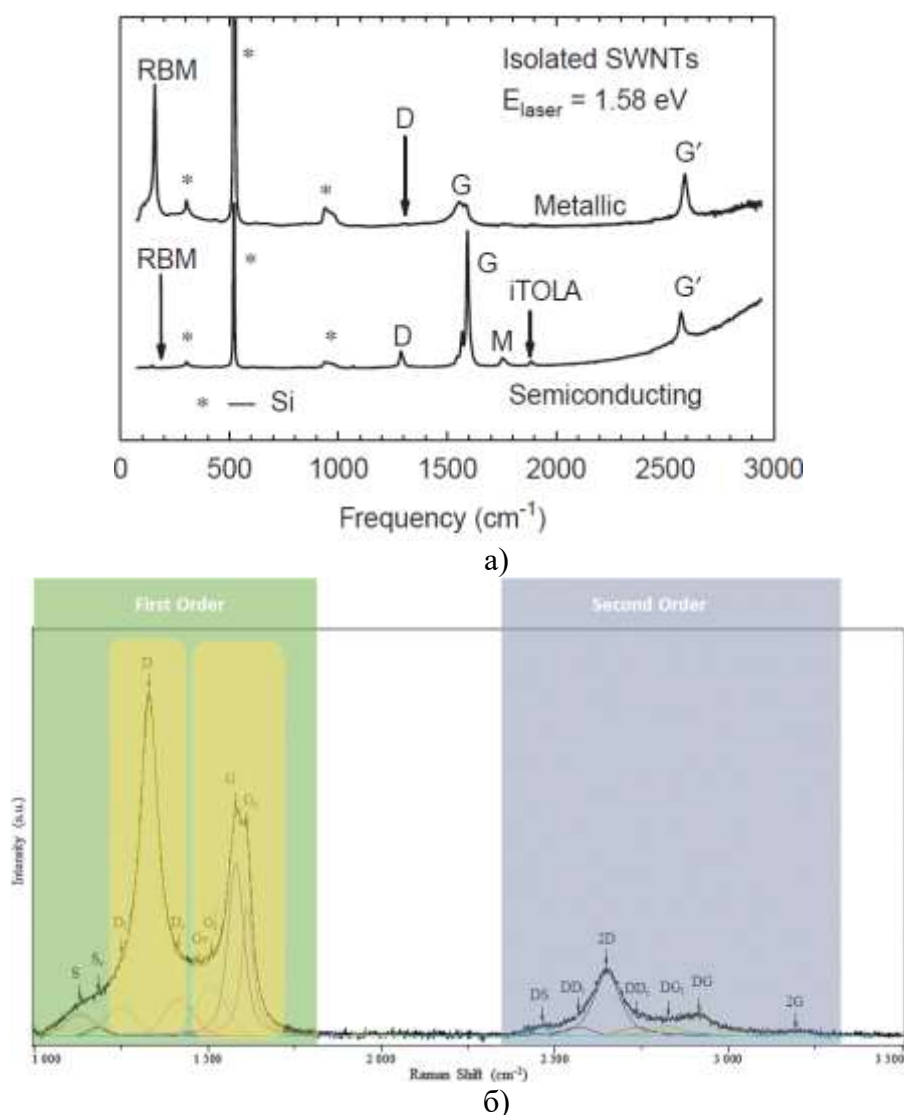 Isolated SWNTs
RBM
*
E_laser = 1.58 eV
D
*
*
G
G′
Metallic
RBM
*
G
iTOLA
G′
*
*
D
M
* — Si
Semiconducting
0 500 1000 1500 2000 2500 3000
Frequency (cm⁻¹)
а)
First Order
Second Order
D
G
2D
DS
DG
2G
Intensity (a.u.)
1 000 1 500 2 000 2 500 3 000 3 500
Raman Shift (cm⁻¹)
б)